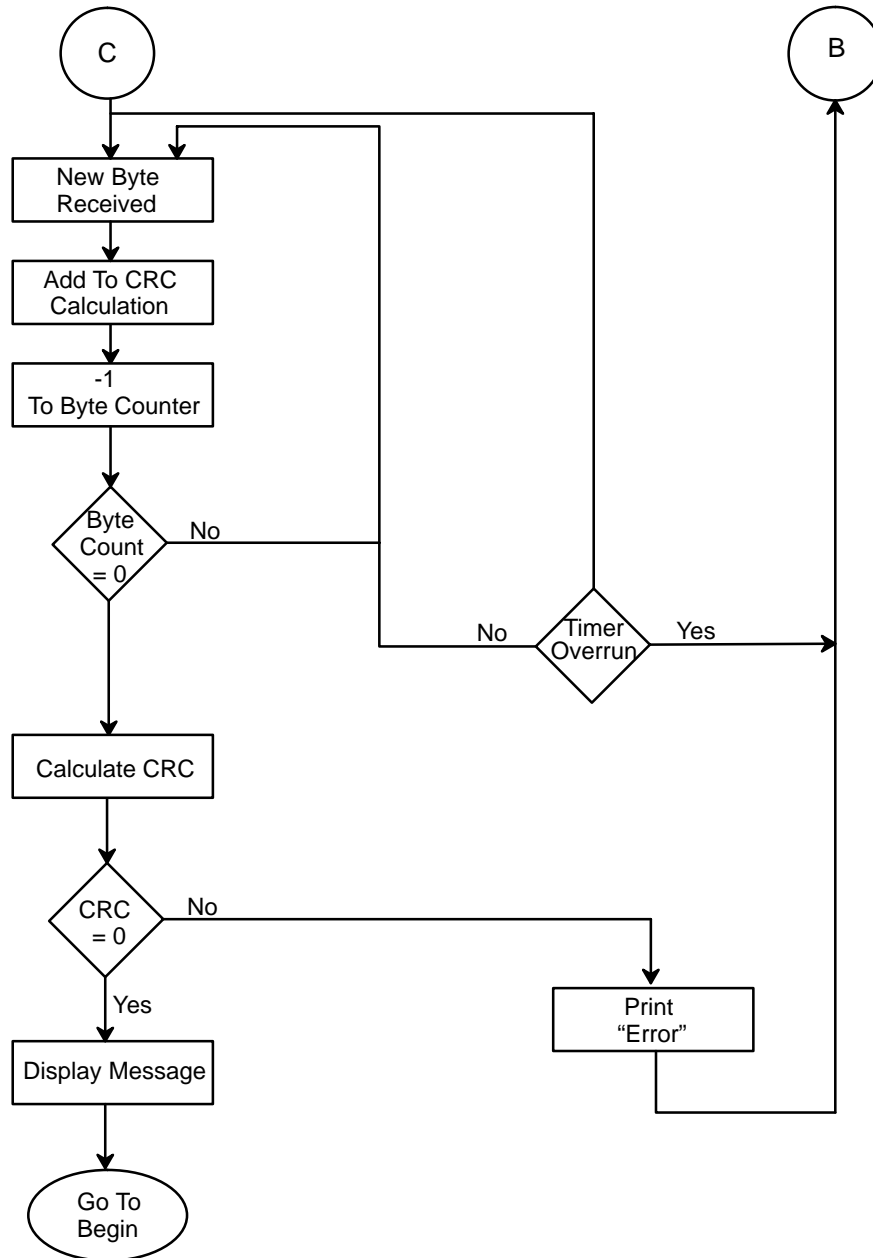 C
B
New Byte
Received
Add To CRC
Calculation
-1
To Byte Counter
Byte
Count
= 0
No
No
Timer
Overrun
Yes
Calculate CRC
CRC
= 0
No
Yes
Print
“Error”
Display Message
Go To
Begin